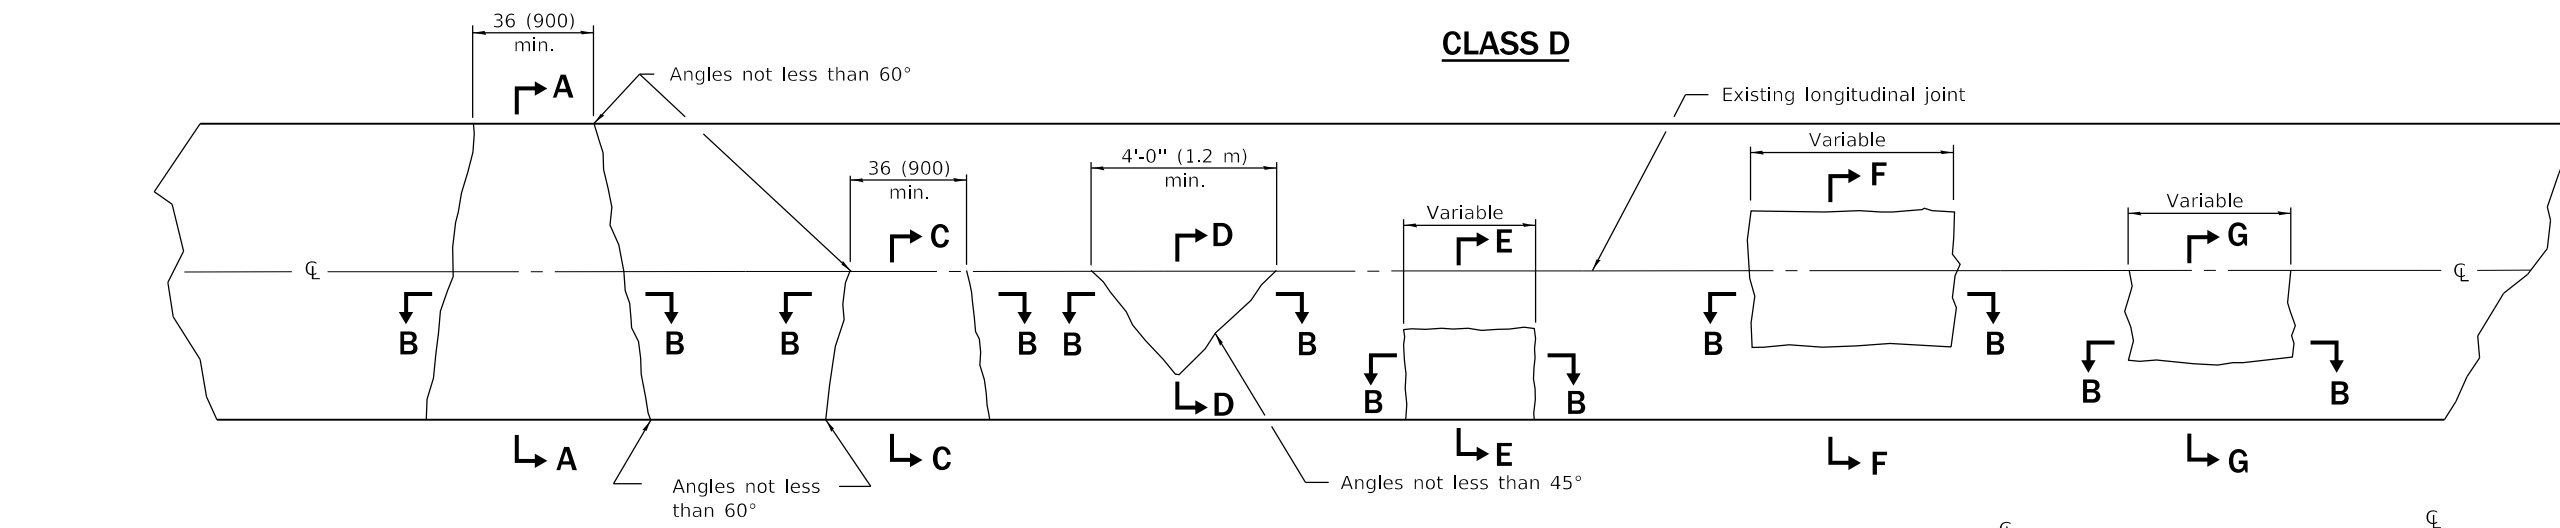 CLASS D
36 (900)
min.
A
Angles not less than 60°
Existing longitudinal joint
Variable
4'-0" (1.2 m)
min.
36 (900)
min.
F
Variable
Variable
C
D
E
G
℄
℄
B
B
B
B
B
B
B
B
B
B
B
B
A
C
D
E
F
G
Angles not less
than 60°
Angles not less than 45°
℄
℄